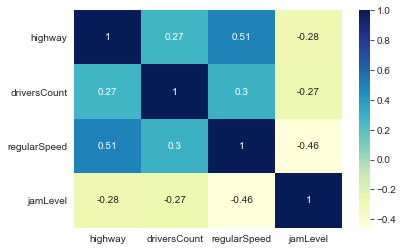 highway 1 0.27 0.51 -0.28
driversCount 0.27 1 0.3 -0.27
regularSpeed 0.51 0.3 1 -0.46
jamLevel -0.28 -0.27 -0.46 1
highway driversCount regularSpeed jamLevel
1.0
0.8
0.6
0.4
0.2
0.0
-0.2
-0.4